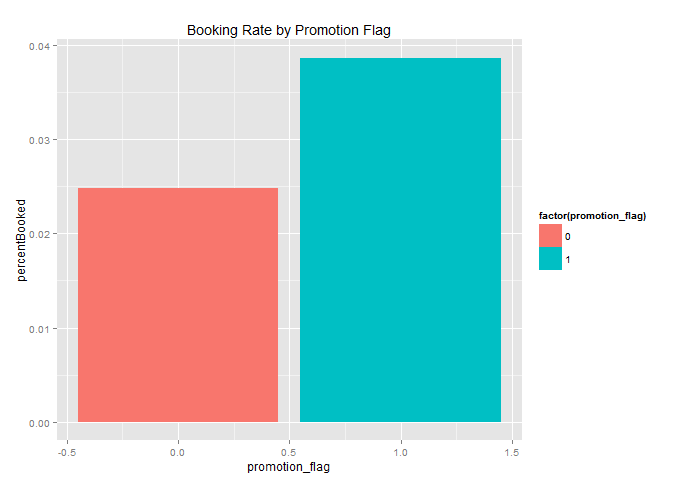 Booking Rate by Promotion Flag
percentBooked
0.04
0.03
0.02
0.01
0.00
-0.5 0.0 0.5 1.0 1.5
promotion_flag
factor(promotion_flag)
0
1